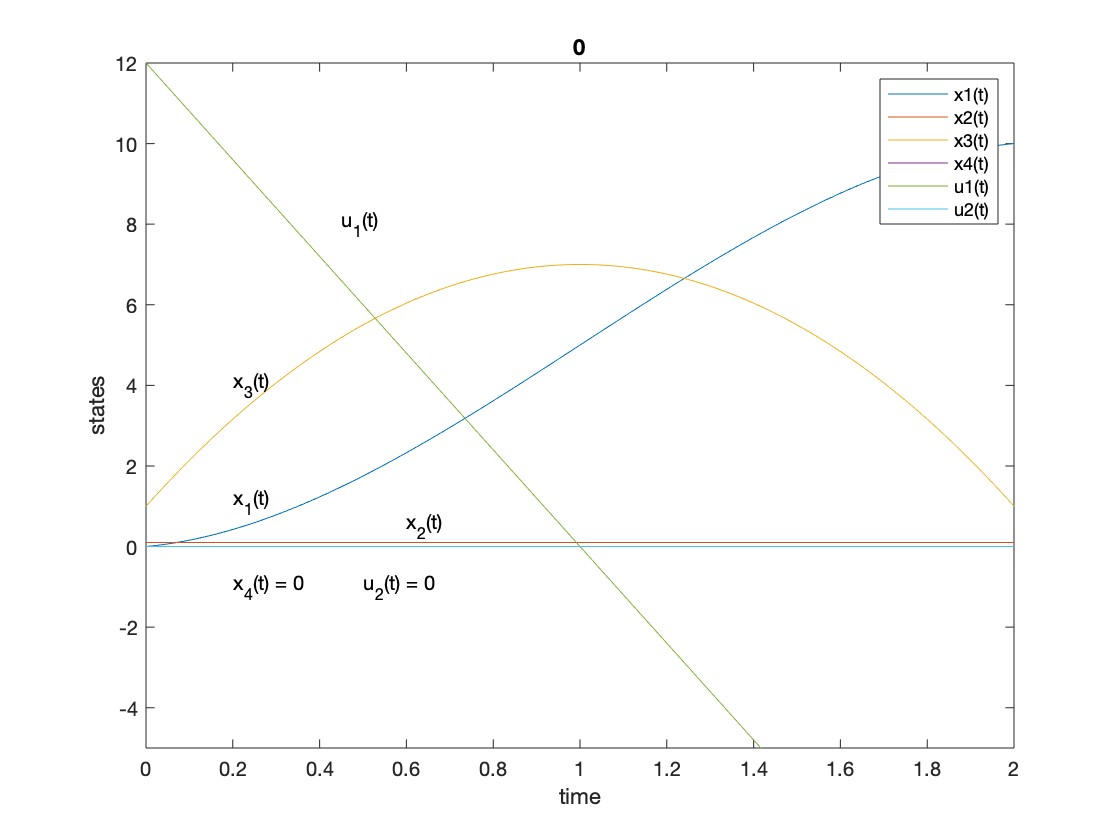 0
12
10
8
6
4
2
0
-2
-4
states
x1(t)
x2(t)
x3(t)
x4(t)
u1(t)
u2(t)
u₁(t)
x₃(t)
x₁(t)
x₂(t)
x₄(t) = 0 u₂(t) = 0
0 0.2 0.4 0.6 0.8 1 1.2 1.4 1.6 1.8 2
time